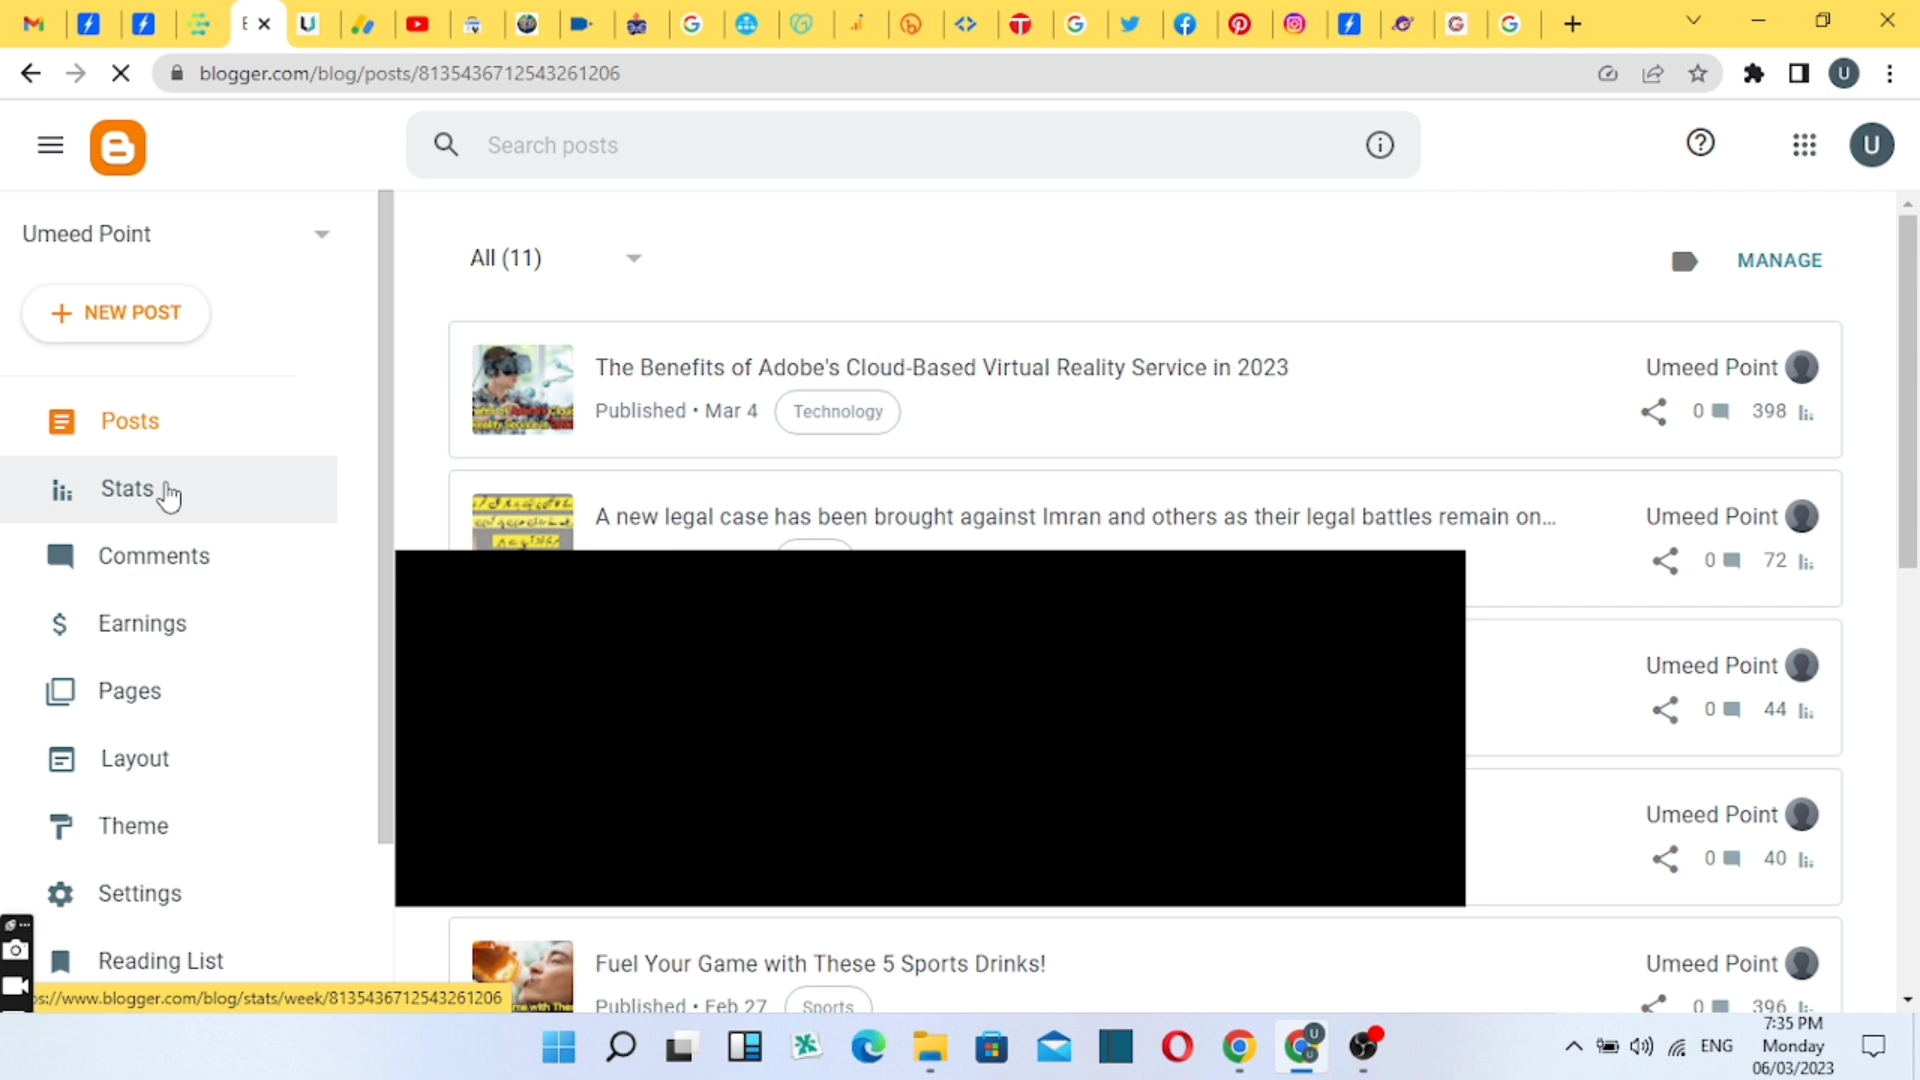 blogger.com/blog/posts/8135436712543261206
U
Search posts
U
Umeed Point
All (11)
MANAGE
NEW POST
The Benefits of Adobe's Cloud-Based Virtual Reality Service in 2023
Umeed Point
Published • Mar 4
Technology
0
398
Posts
Stats
A new legal case has been brought against Imran and others as their legal battles remain on...
Umeed Point
0
72
Comments
Earnings
Umeed Point
0
44
Pages
Layout
Umeed Point
0
40
Theme
Settings
Fuel Your Game with These 5 Sports Drinks!
Umeed Point
Published • Feb 27
Sports
0
396
Reading List
ps://www.blogger.com/blog/stats/week/8135436712543261206
ENG
7:35 PM
Monday
06/03/2023